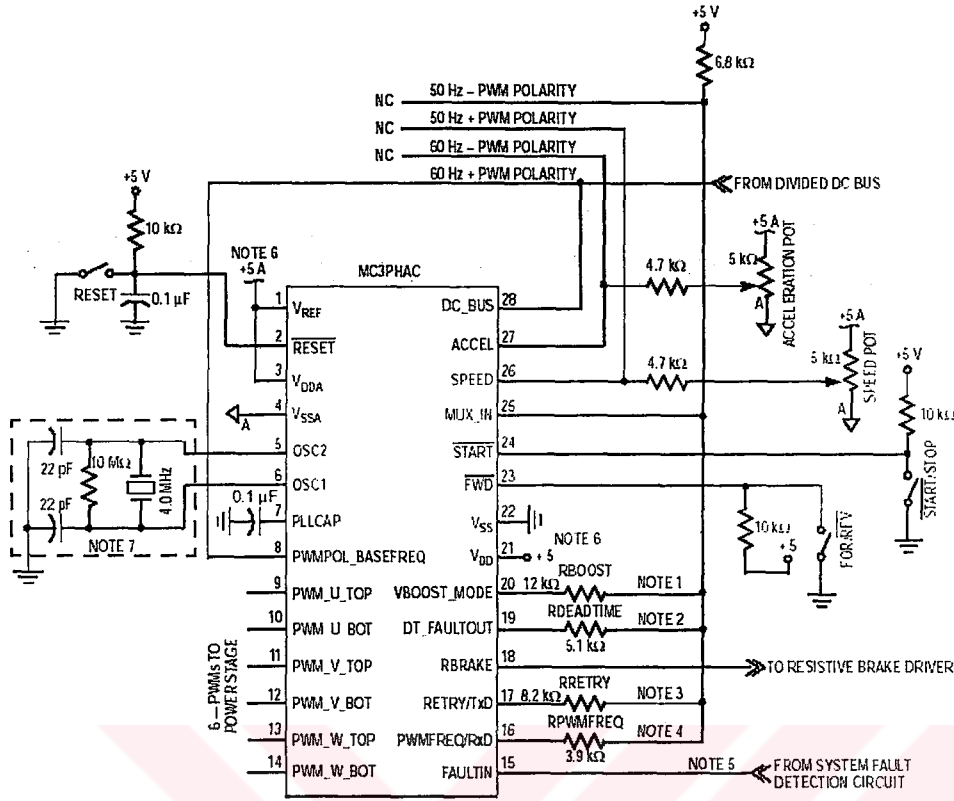 +5 V
6.8 kΩ
NC 50 Hz – PWM POLARITY
NC 50 Hz + PWM POLARITY
NC 60 Hz – PWM POLARITY
60 Hz + PWM POLARITY
FROM DIVIDED DC BUS
+5 V
10 kΩ
RESET
0.1 µF
NOTE 6
+5 A
MC3PHAC
4.7 kΩ
+5 A
5 kΩ
A
ACCELERATION POT
4.7 kΩ
+5 A
5 kΩ
A
SPEED POT
+5 V
10 kΩ
START/STOP
1 VREF
2 RESET
3 VDDA
4 VSSA
A
5 OSC2
6 OSC1
7 PLLCAP
8 PWMPOL_BASEFREQ
9 PWM_U_TOP
10 PWM_U_BOT
11 PWM_V_TOP
12 PWM_V_BOT
13 PWM_W_TOP
14 PWM_W_BOT
22 pF
10 MΩ
4.0 MHz
22 pF
NOTE 7
0.1 µF
6 – PWMs TO
POWER STAGE
DC_BUS 28
ACCEL 27
SPEED 26
MUX_IN 25
START 24
FWD 23
VSS 22
VDD 21 +5
NOTE 6
10 kΩ
+5
FOR/REV
VBOOST_MODE 20 12 kΩ RBOOST NOTE 1
DT_FAULTOUT 19 RDEADTIME 5.1 kΩ NOTE 2
RBRAKE 18 TO RESISTIVE BRAKE DRIVER
RETRY/TxD 17 8.2 kΩ RRETRY NOTE 3
PWMFREQ/RxD 16 RPWMFREQ 3.9 kΩ NOTE 4
FAULTIN 15 NOTE 5 FROM SYSTEM FAULT
DETECTION CIRCUIT